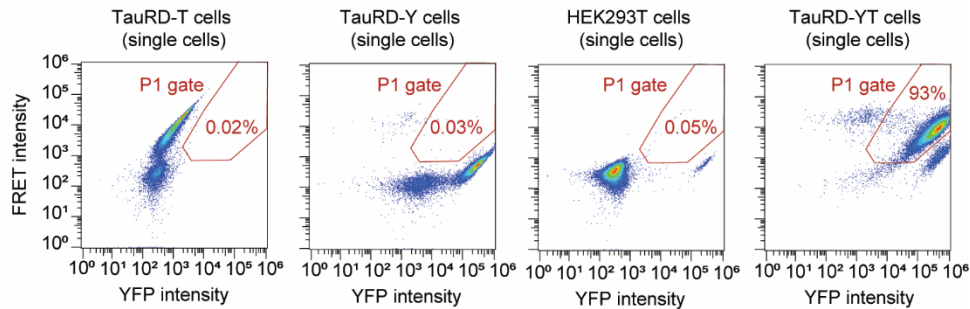 TauRD-T cells
(single cells)
TauRD-Y cells
(single cells)
HEK293T cells
(single cells)
TauRD-YT cells
(single cells)
FRET intensity
10⁶
10⁵
10⁴
10³
10²
10¹
10⁰
P1 gate
0.02%
P1 gate
0.03%
P1 gate
0.05%
P1 gate
93%
10⁰ 10¹ 10² 10³ 10⁴ 10⁵ 10⁶
10⁰ 10¹ 10² 10³ 10⁴ 10⁵ 10⁶
10⁰ 10¹ 10² 10³ 10⁴ 10⁵ 10⁶
10⁰ 10¹ 10² 10³ 10⁴ 10⁵ 10⁶
YFP intensity
YFP intensity
YFP intensity
YFP intensity